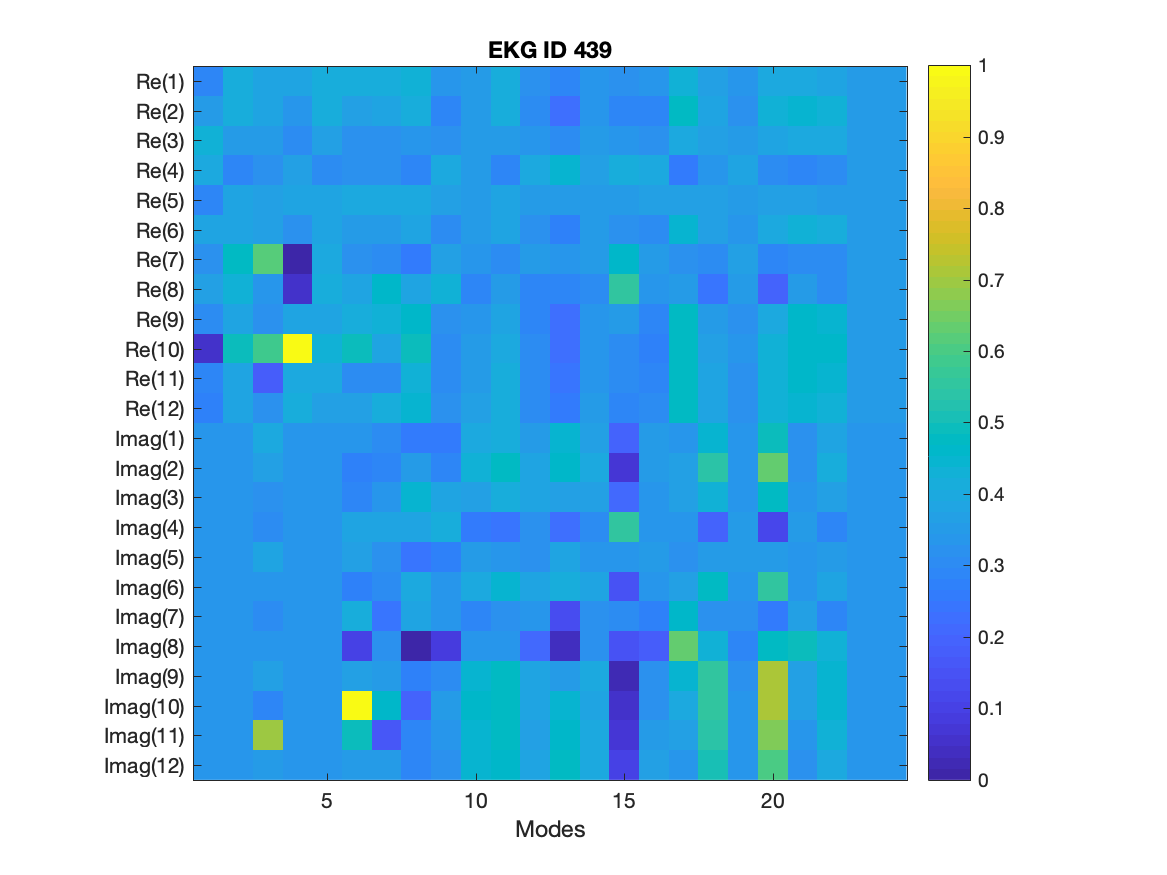 EKG ID 439
Re(1)
Re(2)
Re(3)
Re(4)
Re(5)
Re(6)
Re(7)
Re(8)
Re(9)
Re(10)
Re(11)
Re(12)
Imag(1)
Imag(2)
Imag(3)
Imag(4)
Imag(5)
Imag(6)
Imag(7)
Imag(8)
Imag(9)
Imag(10)
Imag(11)
Imag(12)
5 10 15 20
Modes
1
0.9
0.8
0.7
0.6
0.5
0.4
0.3
0.2
0.1
0